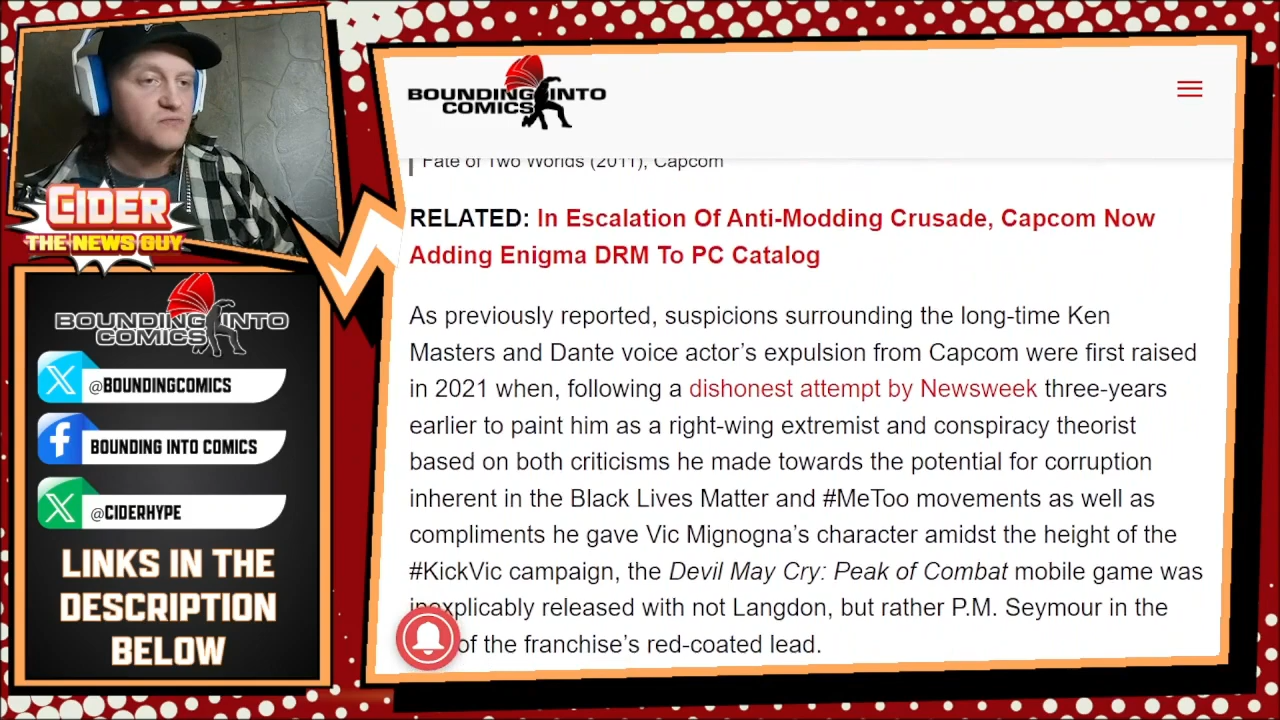 CIDER
THE NEWS GUY
BOUNDING INTO
COMICS
@BOUNDINGCOMICS
BOUNDING INTO COMICS
@CIDERHYPE
LINKS IN THE
DESCRIPTION
BELOW
BOUNDING INTO
COMICS
Fate of Two Worlds (2011), Capcom
RELATED: In Escalation Of Anti-Modding Crusade, Capcom Now
Adding Enigma DRM To PC Catalog
As previously reported, suspicions surrounding the long-time Ken
Masters and Dante voice actor’s expulsion from Capcom were first raised
in 2021 when, following a dishonest attempt by Newsweek three-years
earlier to paint him as a right-wing extremist and conspiracy theorist
based on both criticisms he made towards the potential for corruption
inherent in the Black Lives Matter and #MeToo movements as well as
compliments he gave Vic Mignogna’s character amidst the height of the
#KickVic campaign, the Devil May Cry: Peak of Combat mobile game was
inexplicably released with not Langdon, but rather P.M. Seymour in the
of the franchise’s red-coated lead.